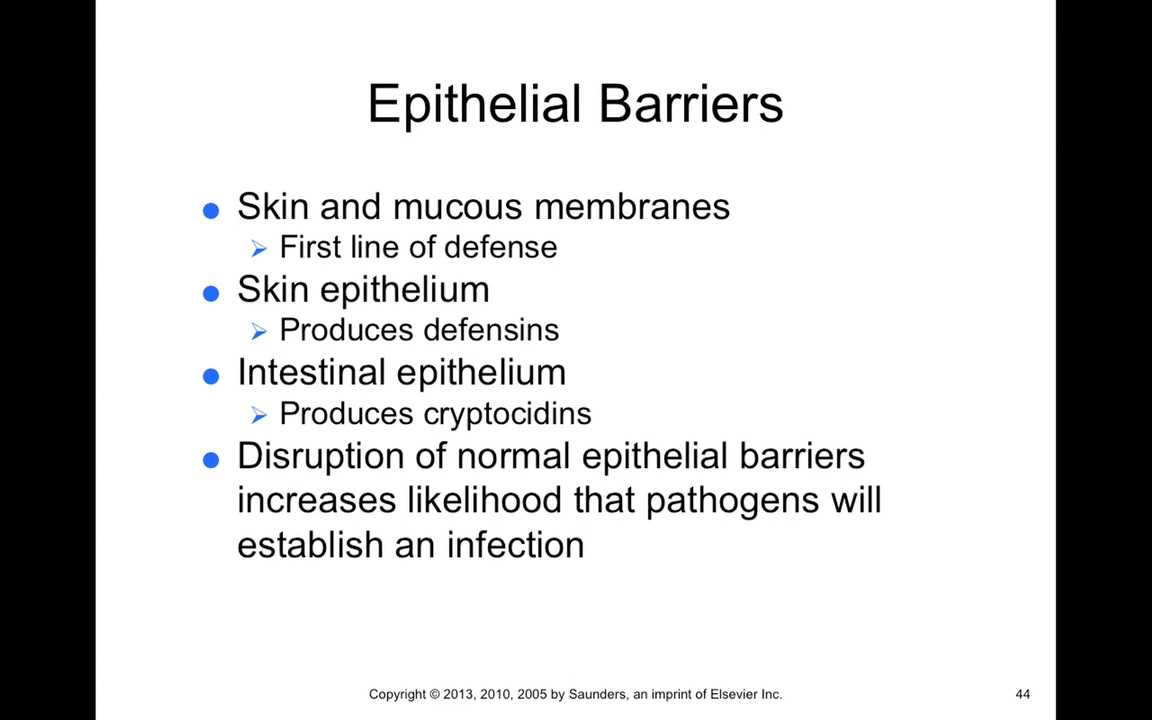 Epithelial Barriers
● Skin and mucous membranes
➢ First line of defense
● Skin epithelium
➢ Produces defensins
● Intestinal epithelium
➢ Produces cryptocidins
● Disruption of normal epithelial barriers
increases likelihood that pathogens will
establish an infection
Copyright © 2013, 2010, 2005 by Saunders, an imprint of Elsevier Inc.
44